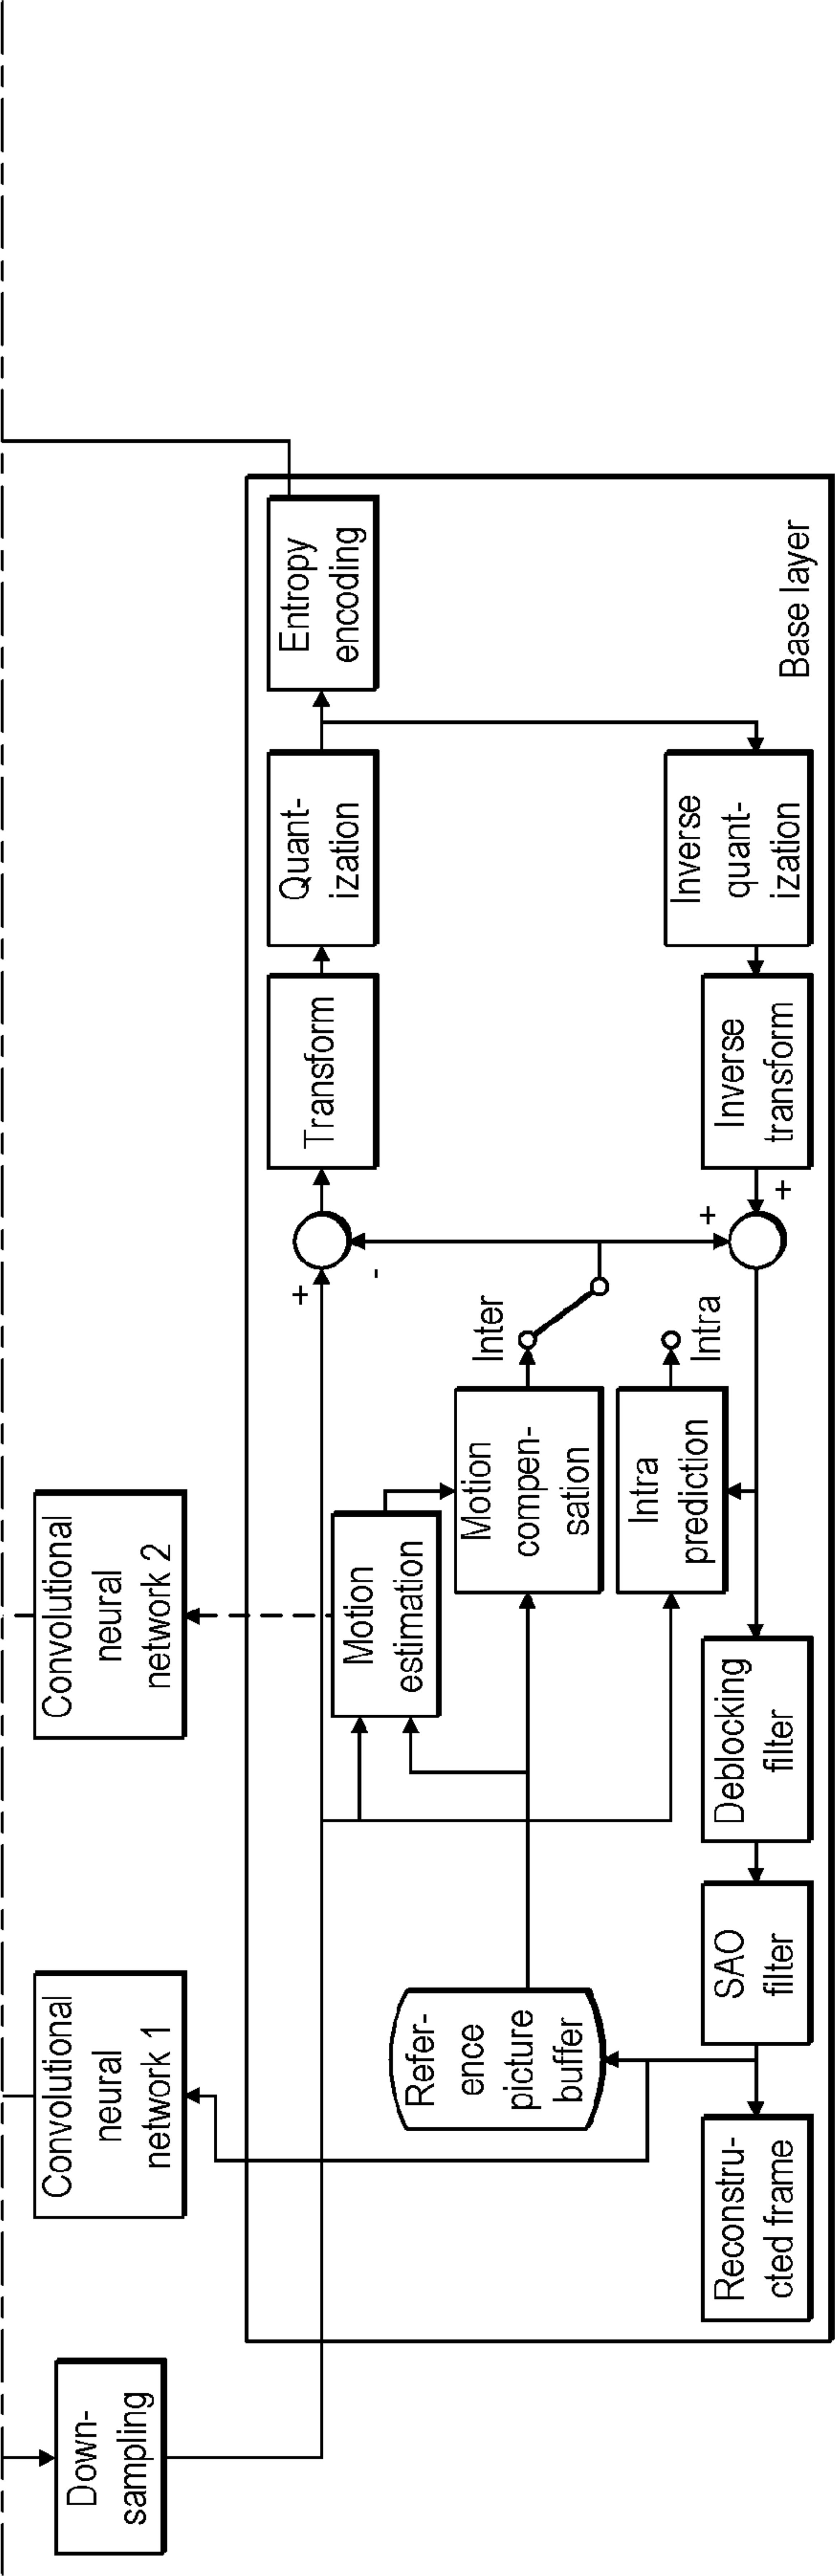 Down-
sampling
Convolutional
neural
network 1
Convolutional
neural
network 2
+
-
Transform
Quant-
ization
Entropy
encoding
Motion
estimation
Refer-
ence
picture
buffer
Motion
compen-
sation
Inter
Intra
prediction
Intra
+
+
Reconstru-
cted frame
SAO
filter
Deblocking
filter
Inverse
transform
Inverse
quant-
ization
Base layer